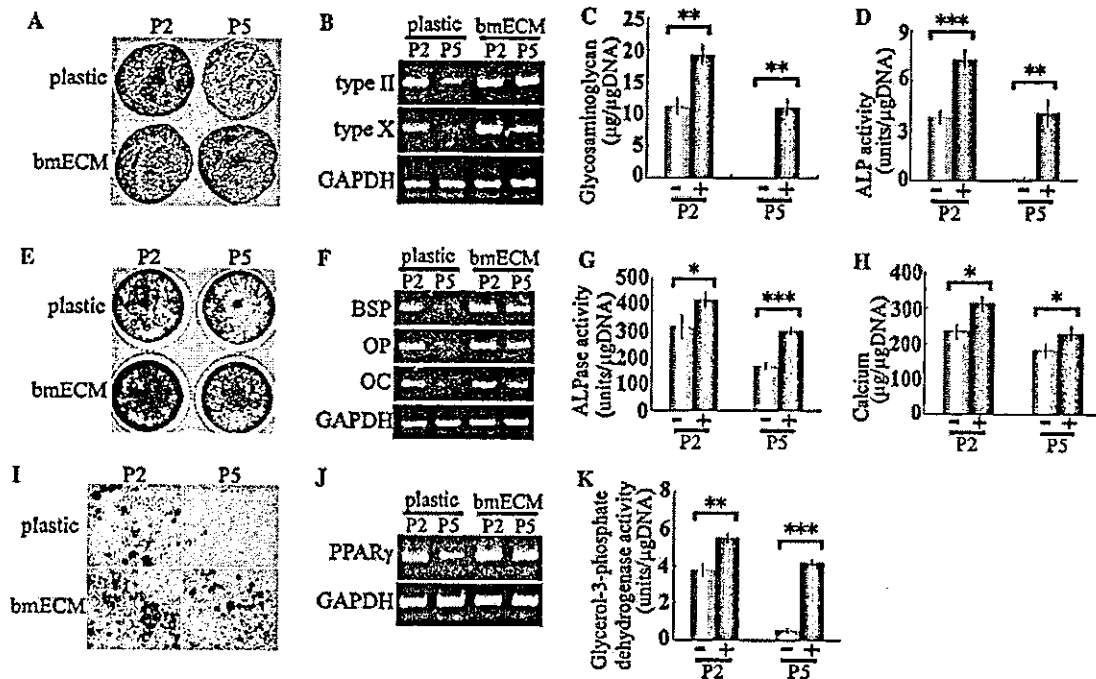 A
P2 P5
plastic
bmECM
B
plastic bmECM
P2 P5 P2 P5
type II
type X
GAPDH
C
Glycosaminoglycan
(µg/µgDNA)
25
20
15
10
5
0
**
**
- + - +
P2 P5
D
ALP activity
(units/µgDNA)
9
6
3
0
***
**
- + - +
P2 P5
E
P2 P5
plastic
bmECM
F
plastic bmECM
P2 P5 P2 P5
BSP
OP
OC
GAPDH
G
ALPase activity
(units/µgDNA)
500
400
300
200
100
0
*
***
- + - +
P2 P5
H
Calcium
(µg/µgDNA)
400
300
200
100
0
*
*
- + - +
P2 P5
I
P2 P5
plastic
bmECM
J
plastic bmECM
P2 P5 P2 P5
PPARγ
GAPDH
K
Glycerol-3-phosphate
dehydrogenase activity
(units/µgDNA)
8
6
4
2
0
**
***
- + - +
P2 P5